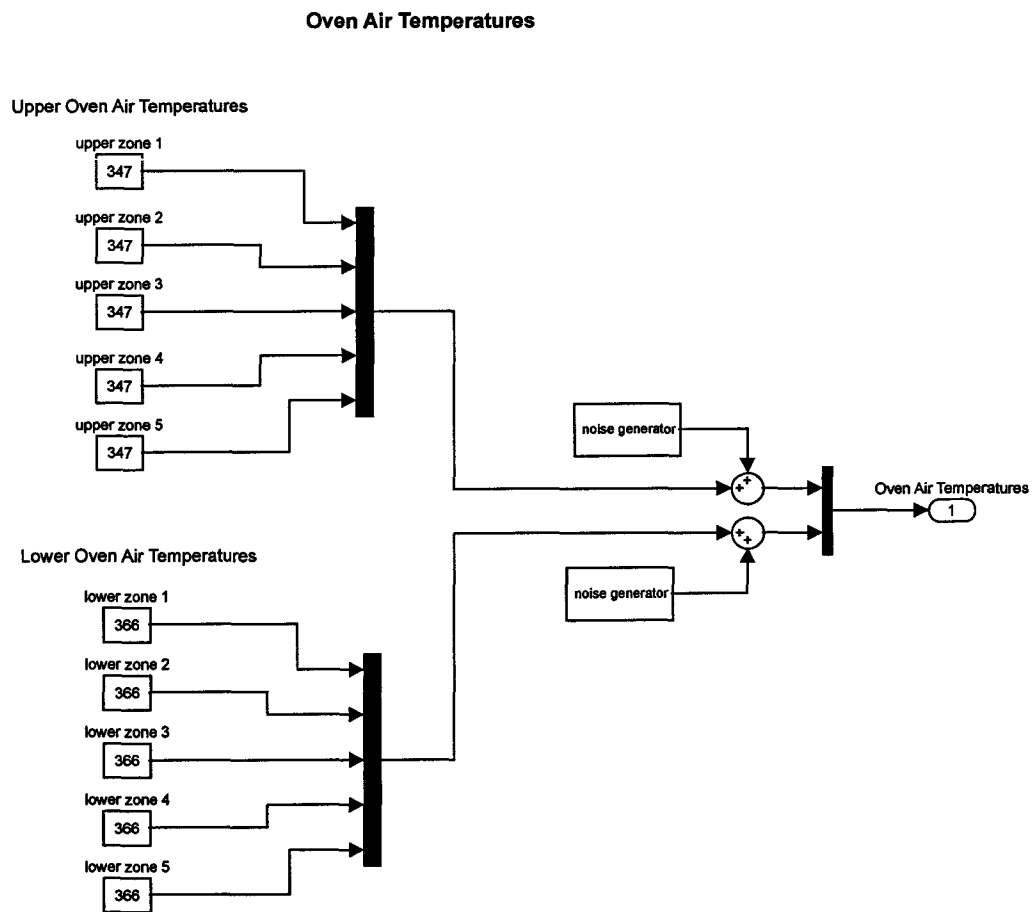 Oven Air Temperatures
Upper Oven Air Temperatures
upper zone 1
347
upper zone 2
347
upper zone 3
347
upper zone 4
347
upper zone 5
347
noise generator
Oven Air Temperatures
1
noise generator
Lower Oven Air Temperatures
lower zone 1
366
lower zone 2
366
lower zone 3
366
lower zone 4
366
lower zone 5
366